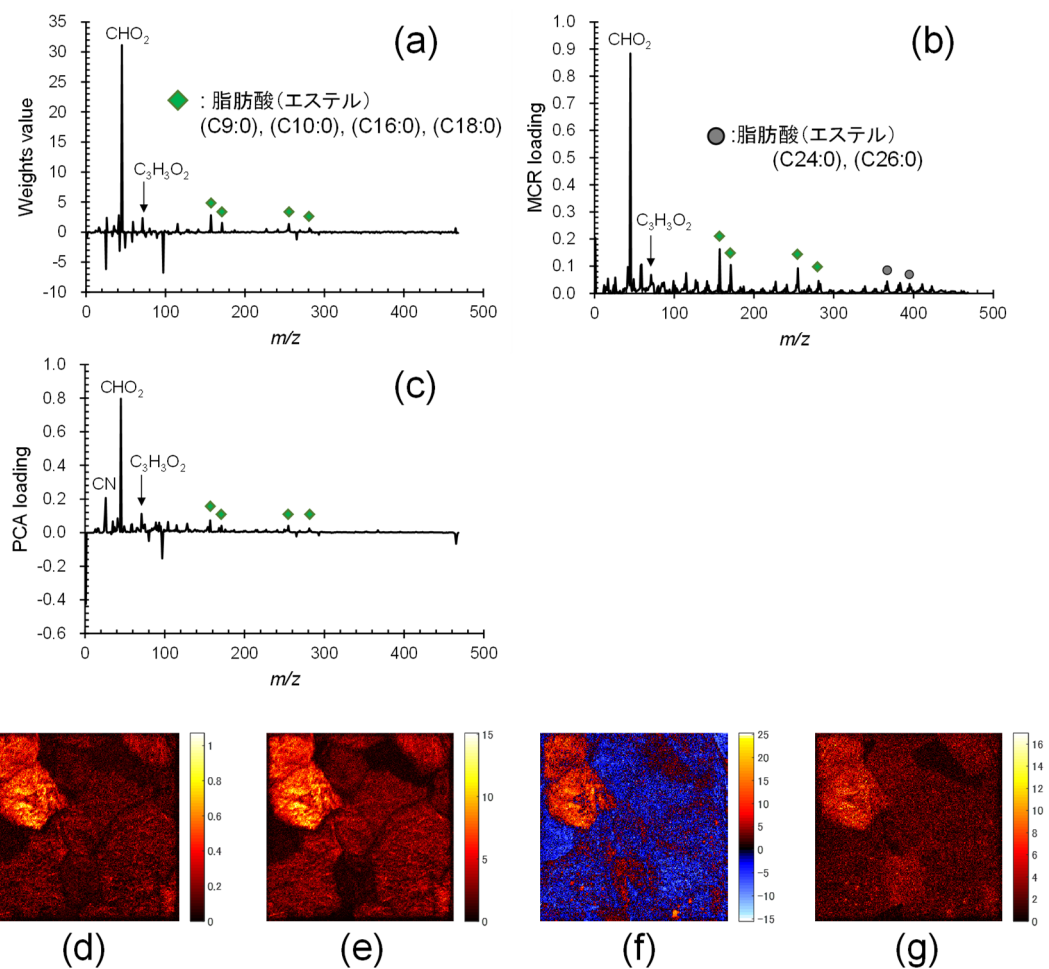 (a)
Weights value
35
30
25
20
15
10
5
0
-5
-10
CHO₂
C₃H₃O₂
: 脂肪酸(エステル)
(C9:0), (C10:0), (C16:0), (C18:0)
0 100 200 300 400 500
m/z
(b)
MCR loading
1.0
0.9
0.8
0.7
0.6
0.5
0.4
0.3
0.2
0.1
0.0
CHO₂
C₃H₃O₂
:脂肪酸(エステル)
(C24:0), (C26:0)
0 100 200 300 400 500
m/z
(c)
PCA loading
1.0
0.8
0.6
0.4
0.2
0.0
-0.2
-0.4
-0.6
CHO₂
CN
C₃H₃O₂
0 100 200 300 400 500
m/z
1
0.8
0.6
0.4
0.2
0
(d)
15
10
5
0
(e)
25
20
15
10
5
0
-5
-10
-15
(f)
16
14
12
10
8
6
4
2
0
(g)